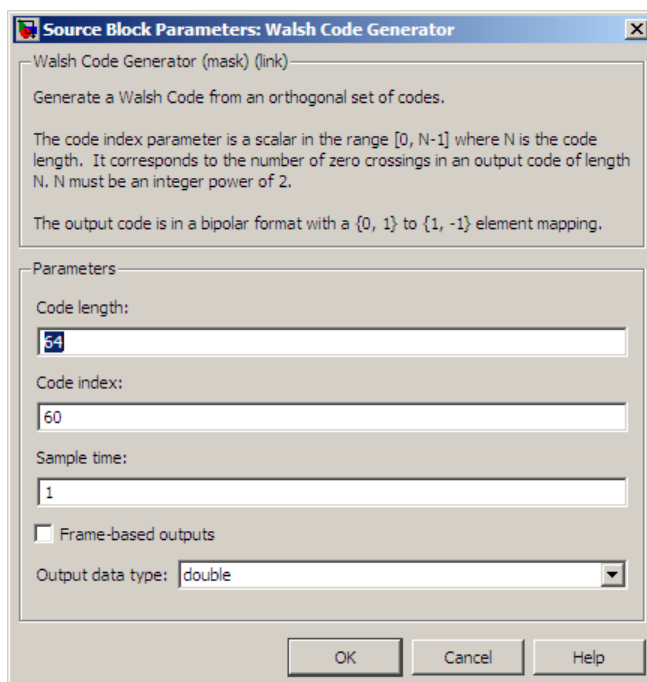 Source Block Parameters: Walsh Code Generator
Walsh Code Generator (mask) (link)
Generate a Walsh Code from an orthogonal set of codes.
The code index parameter is a scalar in the range [0, N-1] where N is the code
length. It corresponds to the number of zero crossings in an output code of length
N. N must be an integer power of 2.
The output code is in a bipolar format with a {0, 1} to {1, -1} element mapping.
Parameters
Code length:
64
Code index:
60
Sample time:
1
Frame-based outputs
Output data type: double
OK Cancel Help